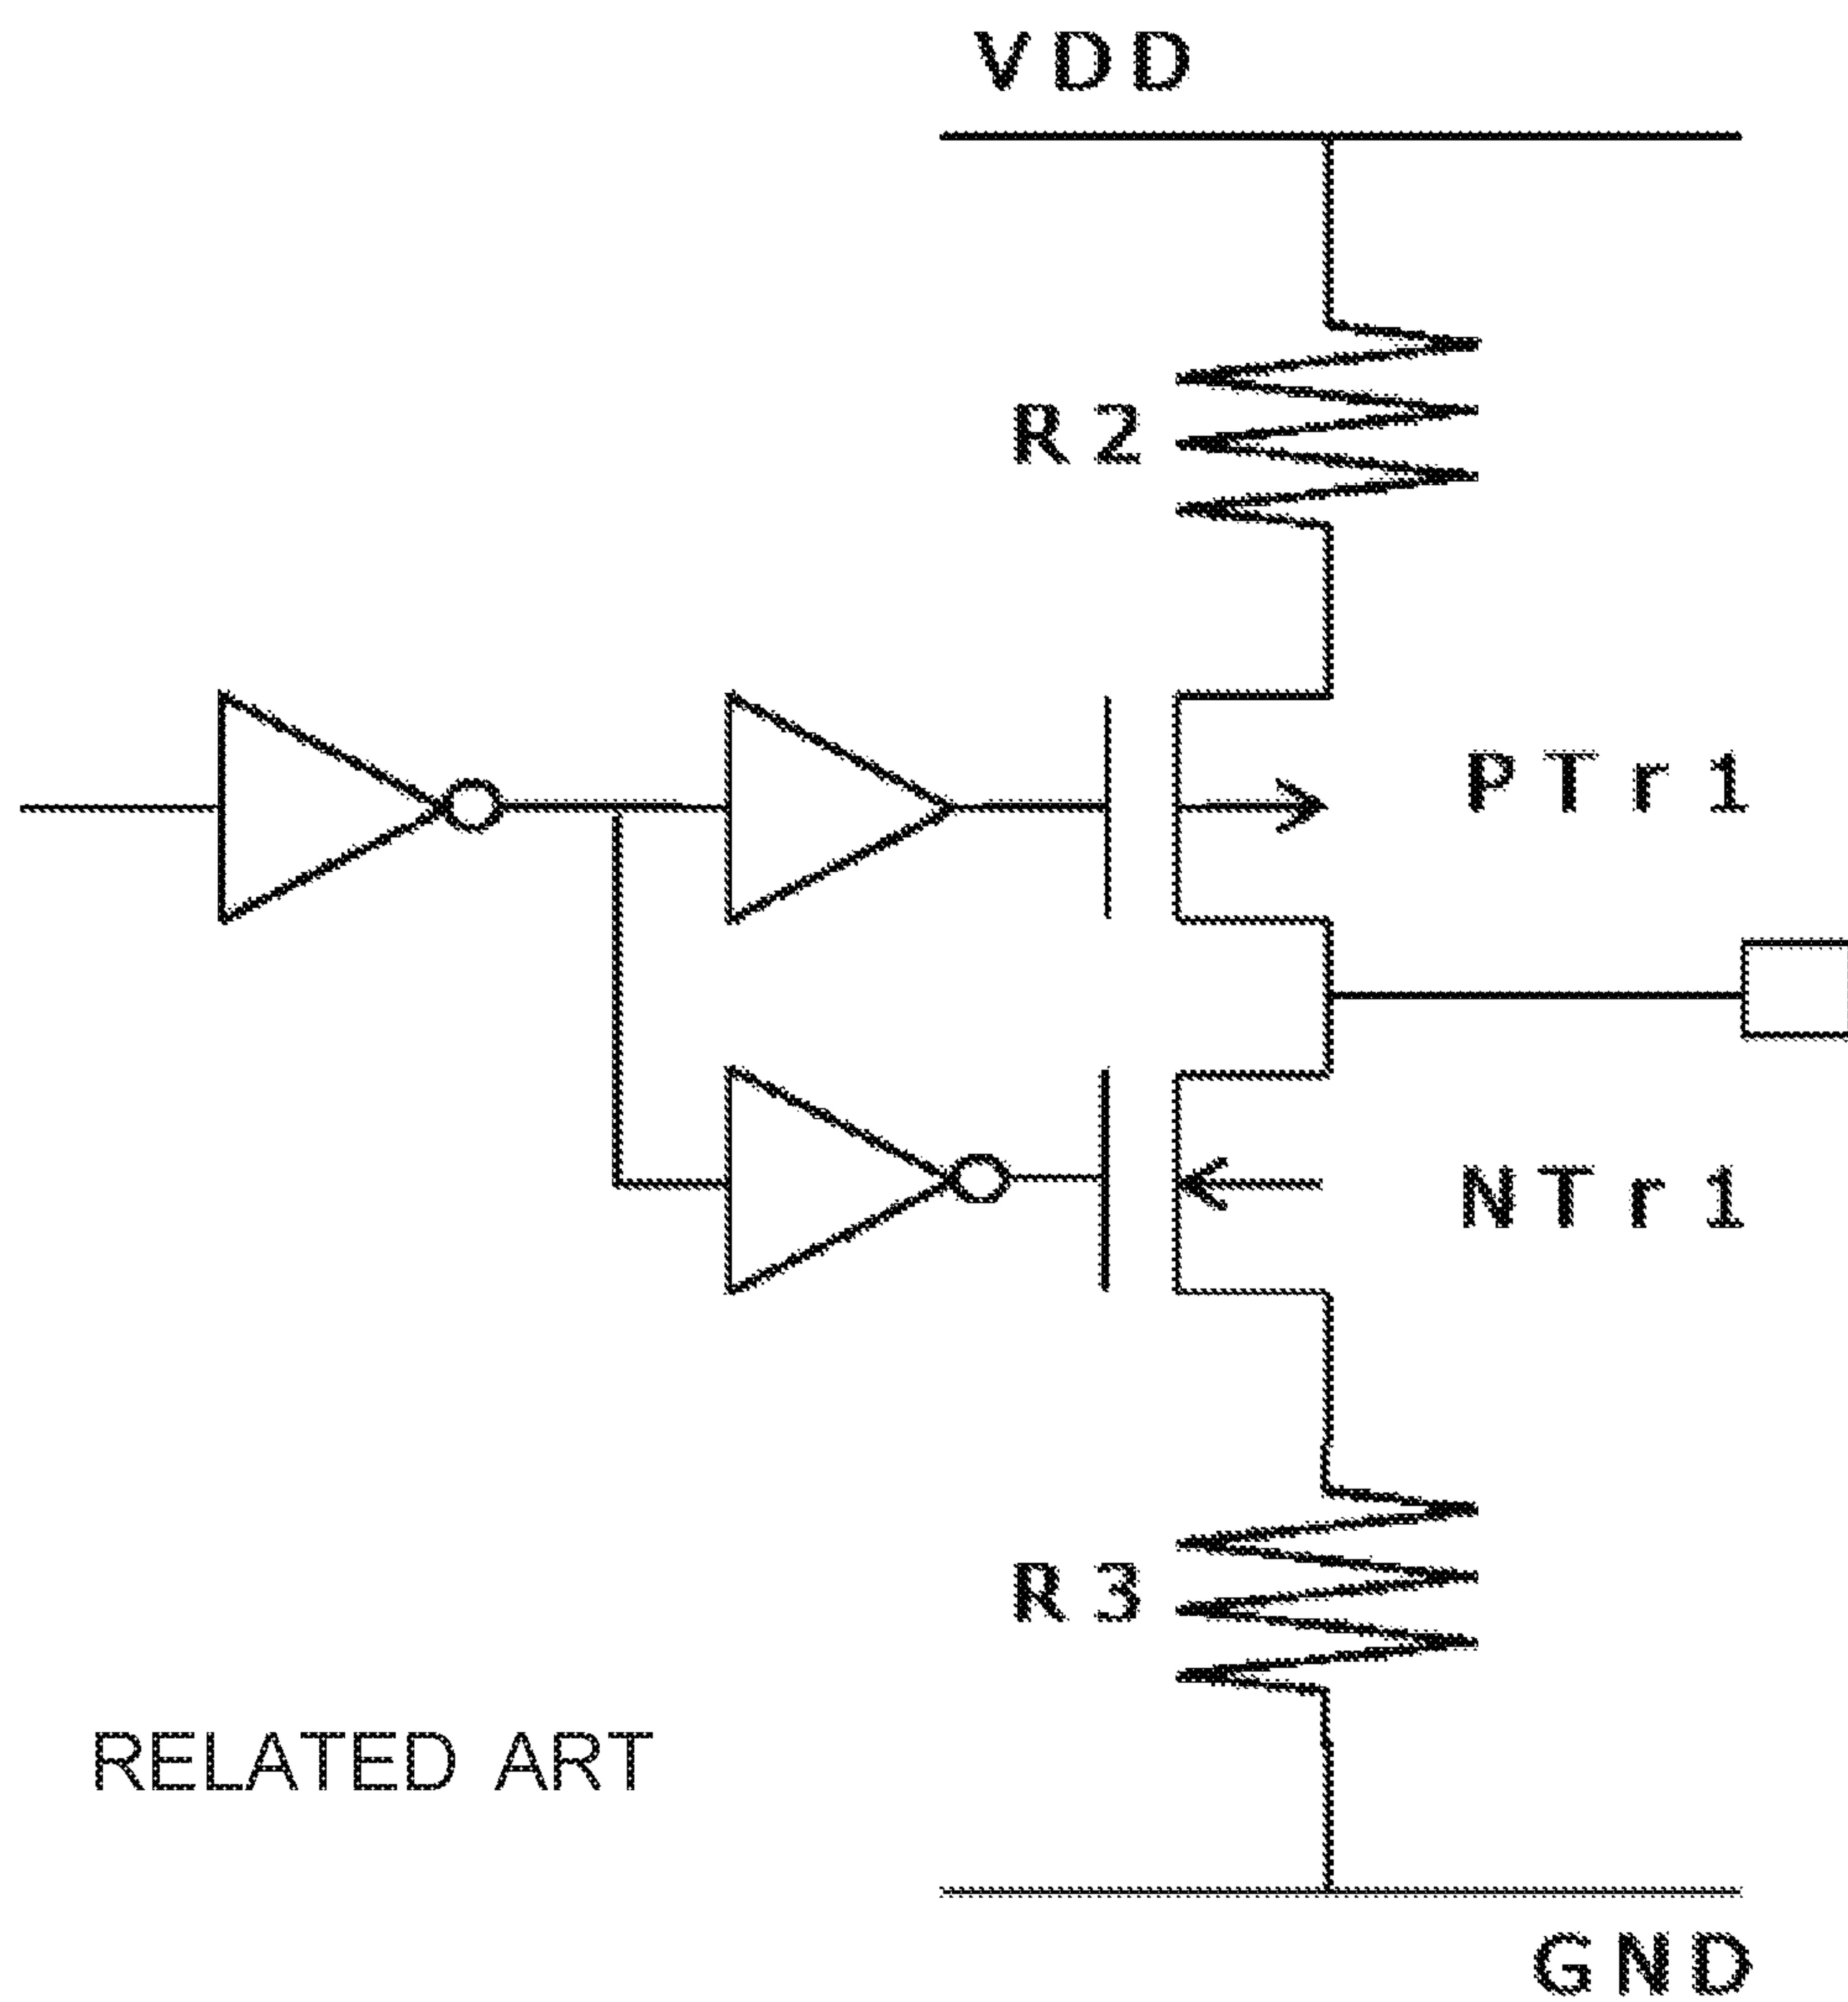 VDD
R2
PTr1
NTr1
R3
RELATED ART
GND